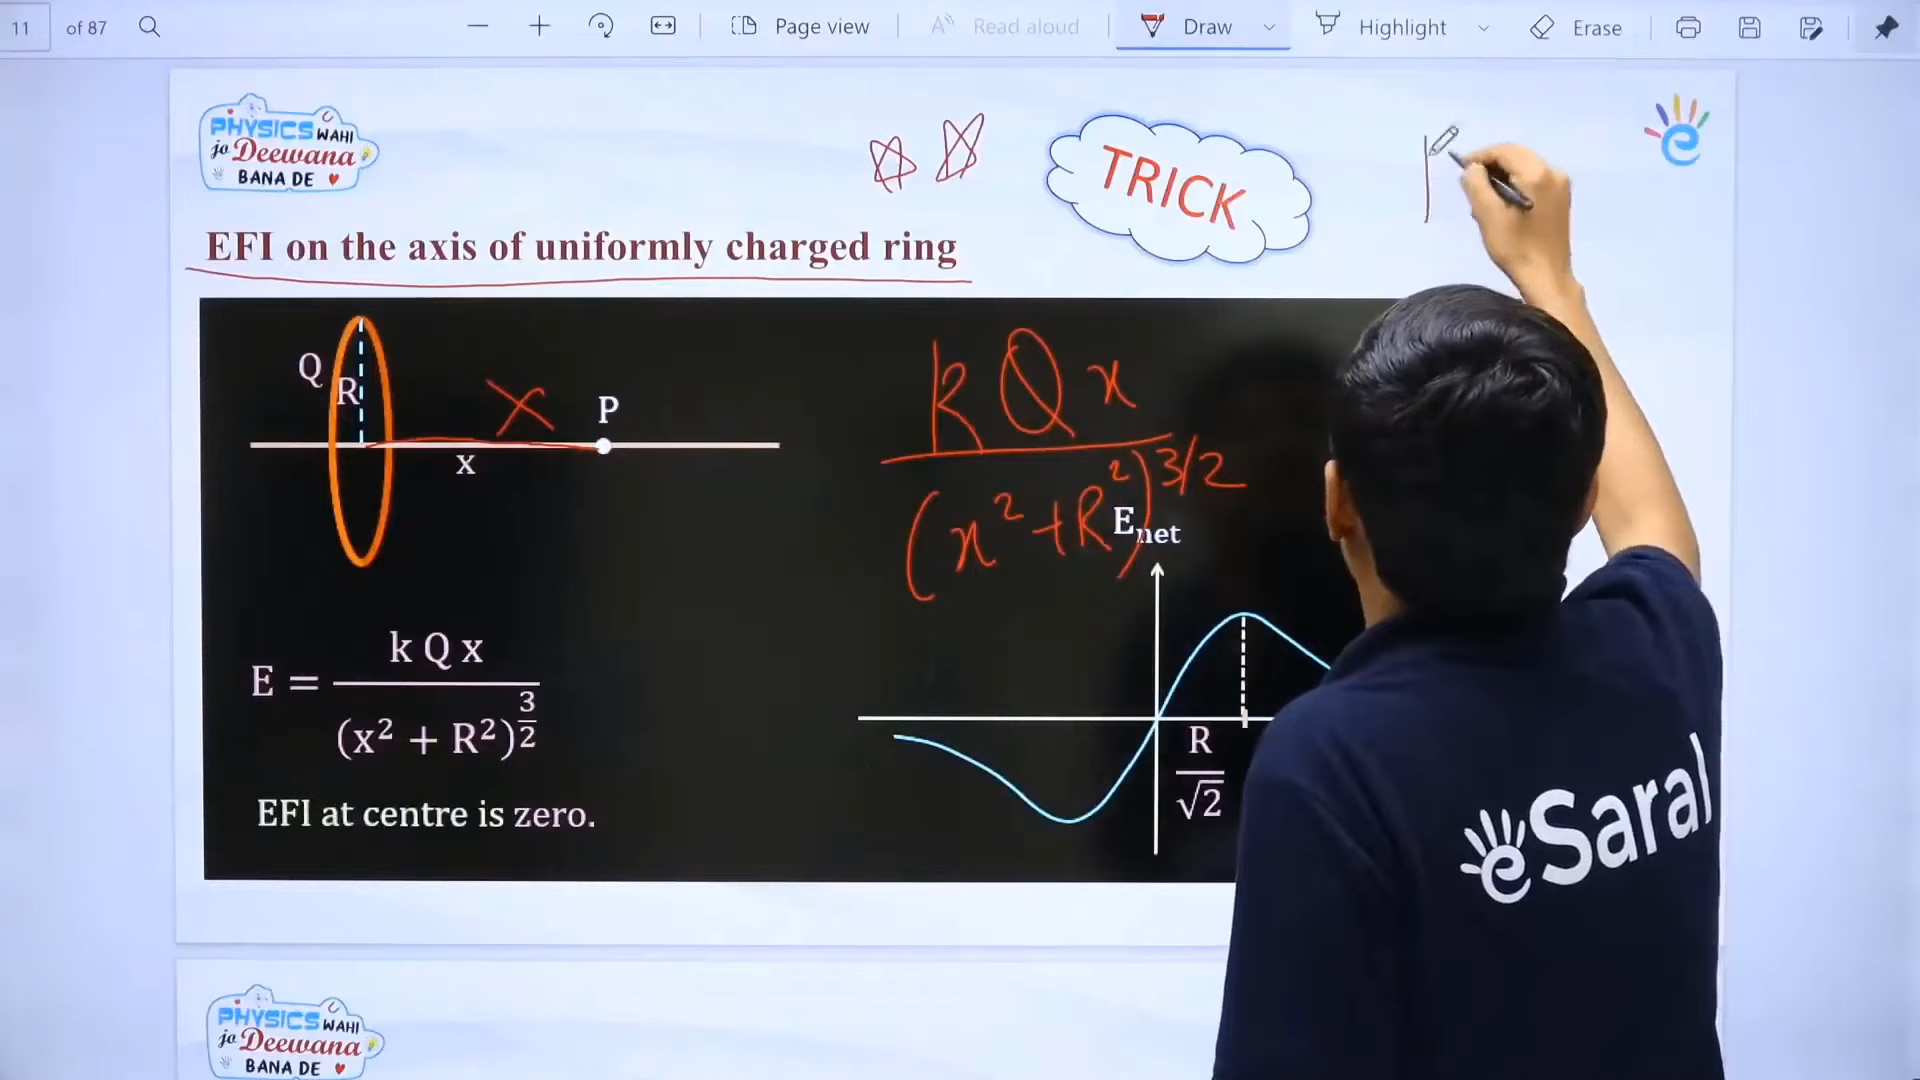 11 of 87 Page view Read aloud Draw Highlight Erase
PHYSICS WAHI
jo Deewana
BANA DE
TRICK
EFI on the axis of uniformly charged ring
Q
R
X
P
x
k Q x
(x² + R²)^3/2
E_net
E = k Q x / (x² + R²)^3/2
R/√2
EFI at centre is zero.
eSaral
PHYSICS WAHI
jo Deewana
BANA DE